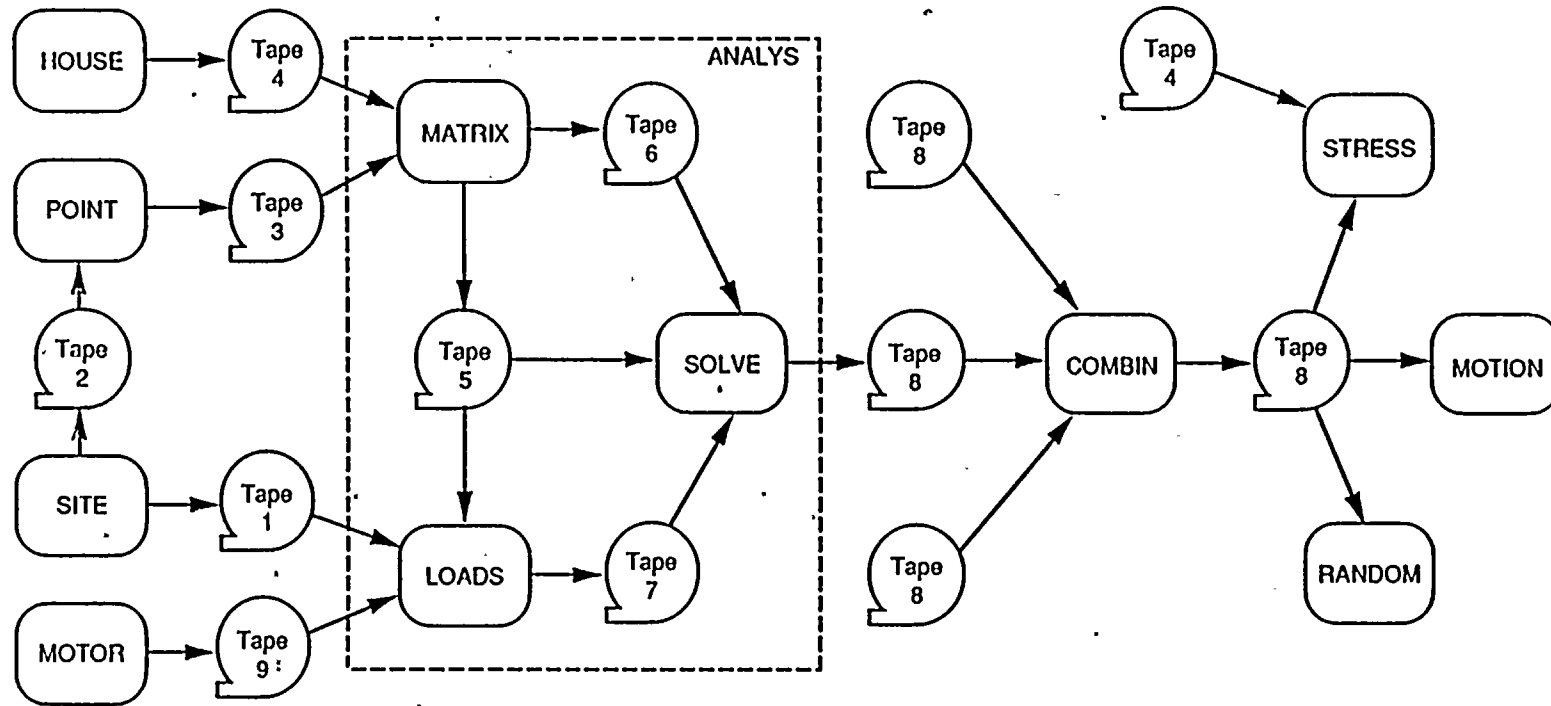 HOUSE
Tape
4
ANALYS
MATRIX
Tape
6
Tape
8
Tape
4
STRESS
POINT
Tape
3
Tape
2
Tape
5
SOLVE
Tape
8
COMBIN
Tape
8
MOTION
SITE
Tape
1
LOADS
Tape
7
Tape
8
RANDOM
MOTOR
Tape
9